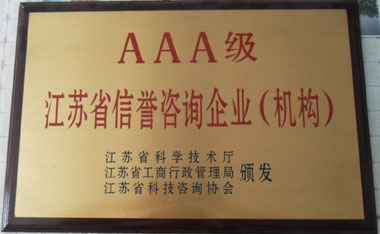 AAA级
江苏省信誉咨询企业(机构)
江苏省科学技术厅
江苏省工商行政管理局 颁发
江苏省科技咨询协会